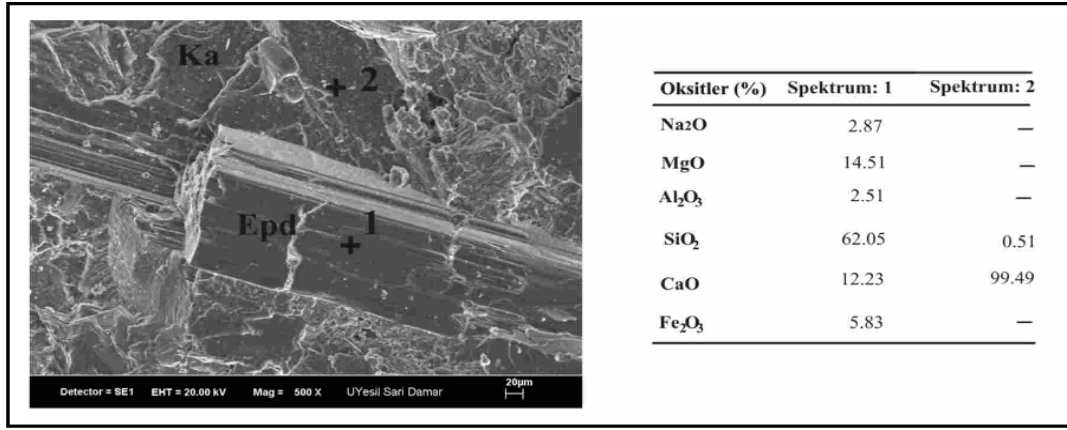 Ka
2
Epd
1
Detector = SE1 EHT = 20.00 kV Mag = 500 X UYesil Sari Damar 20µm
Oksitler (%) Spektrum: 1 Spektrum: 2
Na2O 2.87 —
MgO 14.51 —
Al2O3 2.51 —
SiO2 62.05 0.51
CaO 12.23 99.49
Fe2O3 5.83 —